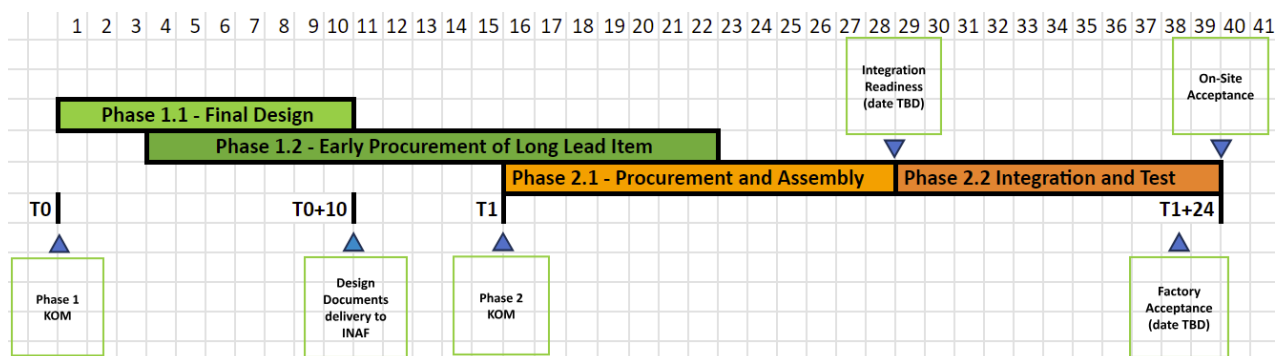 1 2 3 4 5 6 7 8 9 10 11 12 13 14 15 16 17 18 19 20 21 22 23 24 25 26 27 28 29 30 31 32 33 34 35 36 37 38 39 40 41
Integration
Readiness
(date TBD)
On-Site
Acceptance
Phase 1.1 - Final Design
Phase 1.2 - Early Procurement of Long Lead Item
Phase 2.1 - Procurement and Assembly
Phase 2.2 Integration and Test
T0
T0+10
T1
T1+24
Phase 1
KOM
Design
Documents
delivery to
INAF
Phase 2
KOM
Factory
Acceptance
(date TBD)